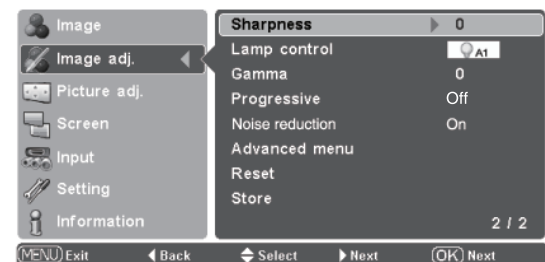 Image
Image adj.
Picture adj.
Screen
Input
Setting
Information
Sharpness 0
Lamp control A1
Gamma 0
Progressive Off
Noise reduction On
Advanced menu
Reset
Store
2 / 2
MENU Exit Back Select Next OK Next